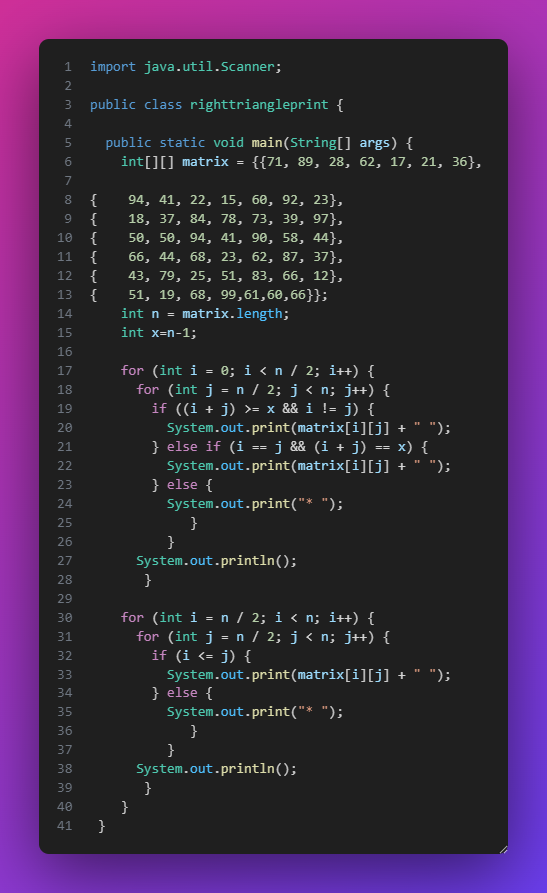 1 import java.util.Scanner;
2
3 public class righttriangleprint {
4
5   public static void main(String[] args) {
6     int[][] matrix = {{71, 89, 28, 62, 17, 21, 36},
7
8 {    94, 41, 22, 15, 60, 92, 23},
9 {    18, 37, 84, 78, 73, 39, 97},
10 {    50, 50, 94, 41, 90, 58, 44},
11 {    66, 44, 68, 23, 62, 87, 37},
12 {    43, 79, 25, 51, 83, 66, 12},
13 {    51, 19, 68, 99,61,60,66}};
14     int n = matrix.length;
15     int x=n-1;
16
17     for (int i = 0; i < n / 2; i++) {
18       for (int j = n / 2; j < n; j++) {
19         if ((i + j) >= x && i != j) {
20           System.out.print(matrix[i][j] + " ");
21         } else if (i == j && (i + j) == x) {
22           System.out.print(matrix[i][j] + " ");
23         } else {
24           System.out.print("* ");
25              }
26           }
27       System.out.println();
28        }
29
30     for (int i = n / 2; i < n; i++) {
31       for (int j = n / 2; j < n; j++) {
32         if (i <= j) {
33           System.out.print(matrix[i][j] + " ");
34         } else {
35           System.out.print("* ");
36              }
37           }
38       System.out.println();
39        }
40     }
41  }